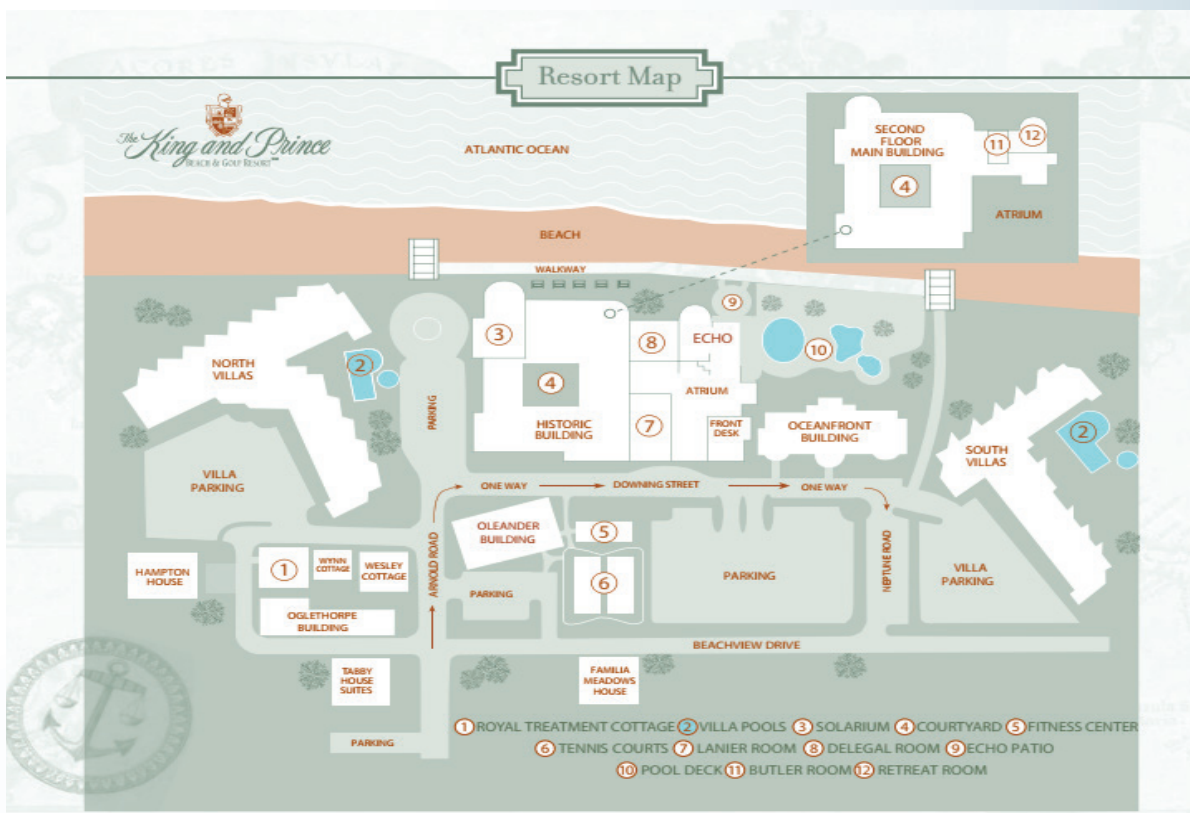 Resort Map
ACORES INSVLAE
The King and Prince
BEACH & GOLF RESORT
ATLANTIC OCEAN
SECOND
FLOOR
MAIN BUILDING
11
12
4
ATRIUM
BEACH
WALKWAY
9
3
8
ECHO
10
2
NORTH
VILLAS
4
ATRIUM
PARKING
HISTORIC
BUILDING
7
FRONT
DESK
OCEANFRONT
BUILDING
2
SOUTH
VILLAS
VILLA
PARKING
ONE WAY
DOWNING STREET
ONE WAY
OLEANDER
BUILDING
5
ARNOLD ROAD
NEPTUNE ROAD
HAMPTON
HOUSE
1
WYNN
COTTAGE
WESLEY
COTTAGE
6
PARKING
PARKING
VILLA
PARKING
OGLETHORPE
BUILDING
BEACHVIEW DRIVE
TABBY
HOUSE
SUITES
FAMILIA
MEADOWS
HOUSE
PARKING
1 ROYAL TREATMENT COTTAGE 2 VILLA POOLS 3 SOLARIUM 4 COURTYARD 5 FITNESS CENTER
6 TENNIS COURTS 7 LANIER ROOM 8 DELEGAL ROOM 9 ECHO PATIO
10 POOL DECK 11 BUTLER ROOM 12 RETREAT ROOM